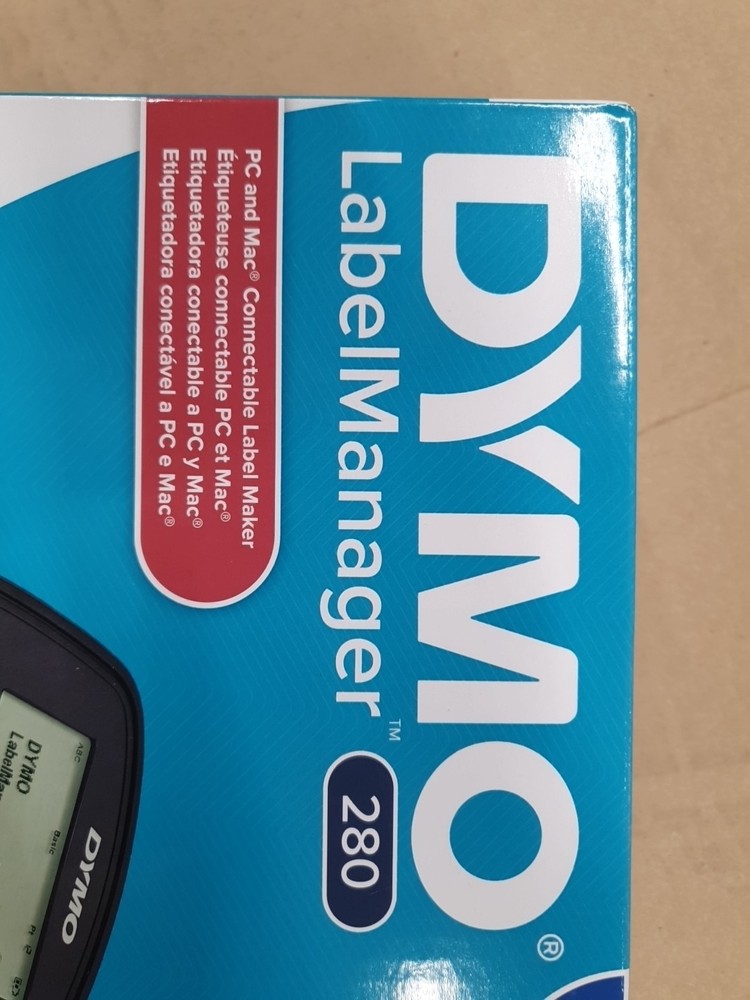 DYMO®
LabelManager™
280
PC and Mac® Connectable Label Maker
Étiqueteuse connectable PC et Mac®
Etiquetadora conectable a PC y Mac®
Etiquetadora conectável a PC e Mac®
DYMO
ABC
Basic
DYMO